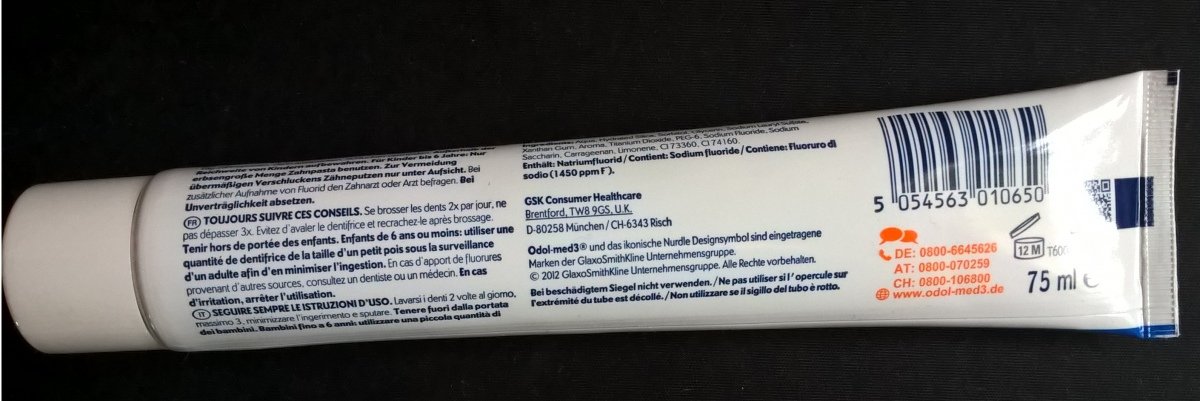 Reichweite von Kindern aufbewahren. Für Kinder bis 6 Jahre: Nur
erbsengroße Menge Zahnpasta benutzen. Zur Vermeidung
übermäßigen Verschluckens Zähneputzen nur unter Aufsicht. Bei
zusätzlicher Aufnahme von Fluorid den Zahnarzt oder Arzt befragen. Bei
Unverträglichkeit absetzen.
FR TOUJOURS SUIVRE CES CONSEILS. Se brosser les dents 2x par jour, ne
pas dépasser 3x. Evitez d'avaler le dentifrice et recrachez-le après brossage.
Tenir hors de portée des enfants. Enfants de 6 ans ou moins: utiliser une
quantité de dentifrice de la taille d'un petit pois sous la surveillance
d'un adulte afin d'en minimiser l'ingestion. En cas d'apport de fluorures
provenant d'autres sources, consultez un dentiste ou un médecin. En cas
d'irritation, arrêter l'utilisation.
IT SEGUIRE SEMPRE LE ISTRUZIONI D'USO. Lavarsi i denti 2 volte al giorno,
massimo 3, minimizzare l'ingerimento e sputare. Tenere fuori dalla portata
dei bambini. Bambini fino a 6 anni: utilizzare una piccola quantità di
Ingredients: Aqua, Hydrated Silica, Sorbitol, Glycerin, Sodium Lauryl Sulfate,
Xanthan Gum, Aroma, Titanium Dioxide, PEG-6, Sodium Fluoride, Sodium
Saccharin, Carrageenan, Limonene, CI 73360, CI 74160.
Enthält: Natriumfluorid / Contient: Sodium fluoride / Contiene: Fluoruro di
sodio (1450 ppm F⁻).
GSK Consumer Healthcare
Brentford, TW8 9GS, U.K.
D-80258 München / CH-6343 Risch
Odol-med3® und das ikonische Nurdle Designsymbol sind eingetragene
Marken der GlaxoSmithKline Unternehmensgruppe.
© 2012 GlaxoSmithKline Unternehmensgruppe. Alle Rechte vorbehalten.
Bei beschädigtem Siegel nicht verwenden. / Ne pas utiliser si l'opercule sur
l'extrémité du tube est décollé. / Non utilizzare se il sigillo del tubo è rotto.
5 054563 010650
DE: 0800-6645626
AT: 0800-070259
CH: 0800-106800
www.odol-med3.de
12 M
75 ml e